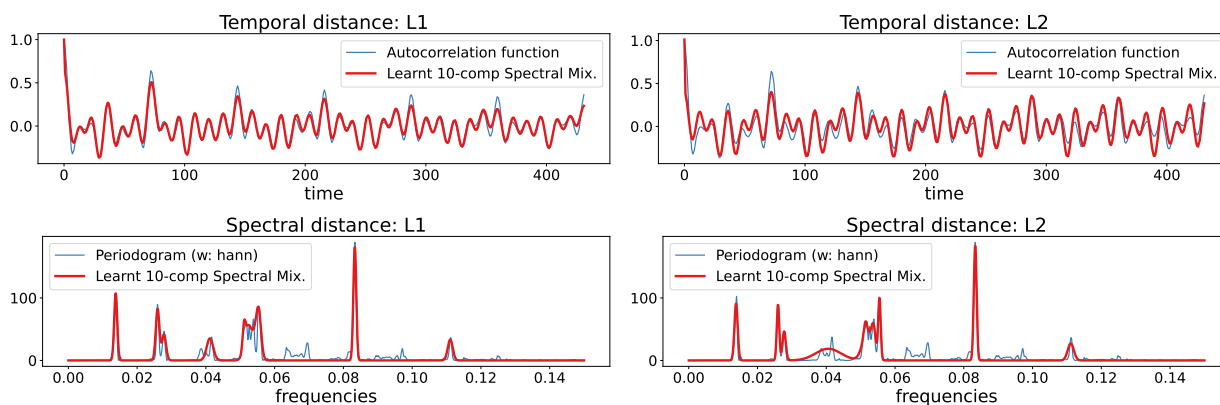 Temporal distance: L1
1.0
0.5
0.0
Autocorrelation function
Learnt 10-comp Spectral Mix.
0 100 200 300 400
time
Temporal distance: L2
1.0
0.5
0.0
Autocorrelation function
Learnt 10-comp Spectral Mix.
0 100 200 300 400
time
Spectral distance: L1
100
0
Periodogram (w: hann)
Learnt 10-comp Spectral Mix.
0.00 0.02 0.04 0.06 0.08 0.10 0.12 0.14
frequencies
Spectral distance: L2
100
0
Periodogram (w: hann)
Learnt 10-comp Spectral Mix.
0.00 0.02 0.04 0.06 0.08 0.10 0.12 0.14
frequencies